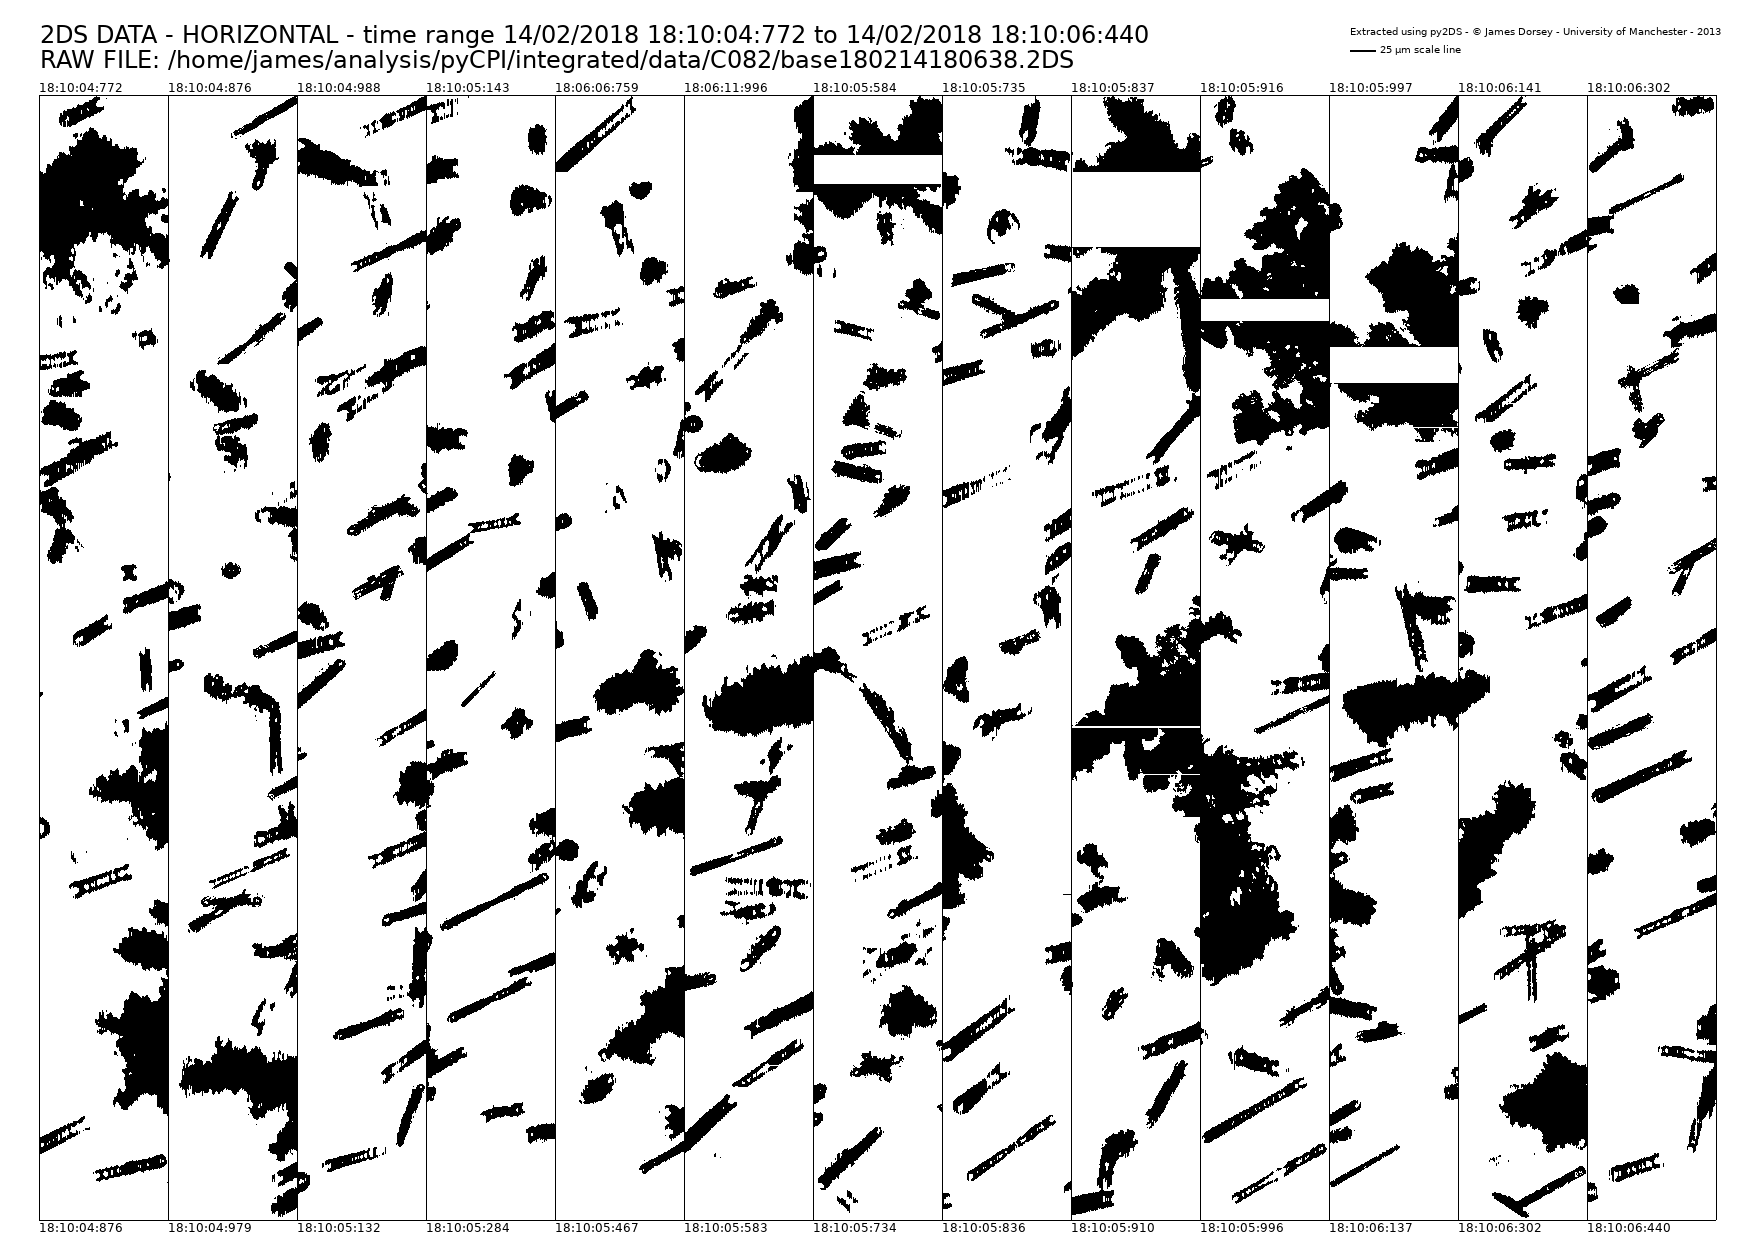 2DS DATA - HORIZONTAL - time range 14/02/2018 18:10:04:772 to 14/02/2018 18:10:06:440
RAW FILE: /home/james/analysis/pyCPI/integrated/data/C082/base180214180638.2DS
Extracted using py2DS - © James Dorsey - University of Manchester - 2013
25 µm scale line
18:10:04:772 18:10:04:876 18:10:04:988 18:10:05:143 18:06:06:759 18:06:11:996 18:10:05:584 18:10:05:735 18:10:05:837 18:10:05:916 18:10:05:997 18:10:06:141 18:10:06:302
18:10:04:876 18:10:04:979 18:10:05:132 18:10:05:284 18:10:05:467 18:10:05:583 18:10:05:734 18:10:05:836 18:10:05:910 18:10:05:996 18:10:06:137 18:10:06:302 18:10:06:440